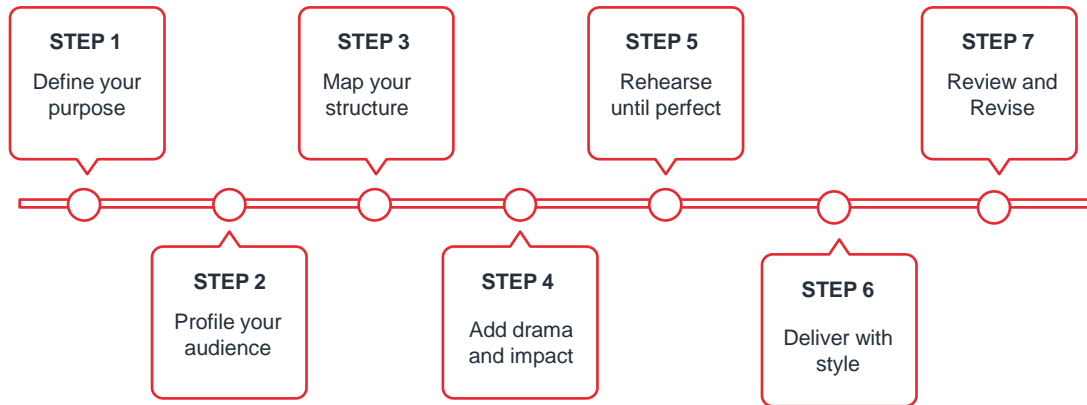 STEP 1
Define your
purpose
STEP 2
Profile your
audience
STEP 3
Map your
structure
STEP 4
Add drama
and impact
STEP 5
Rehearse
until perfect
STEP 6
Deliver with
style
STEP 7
Review and
Revise